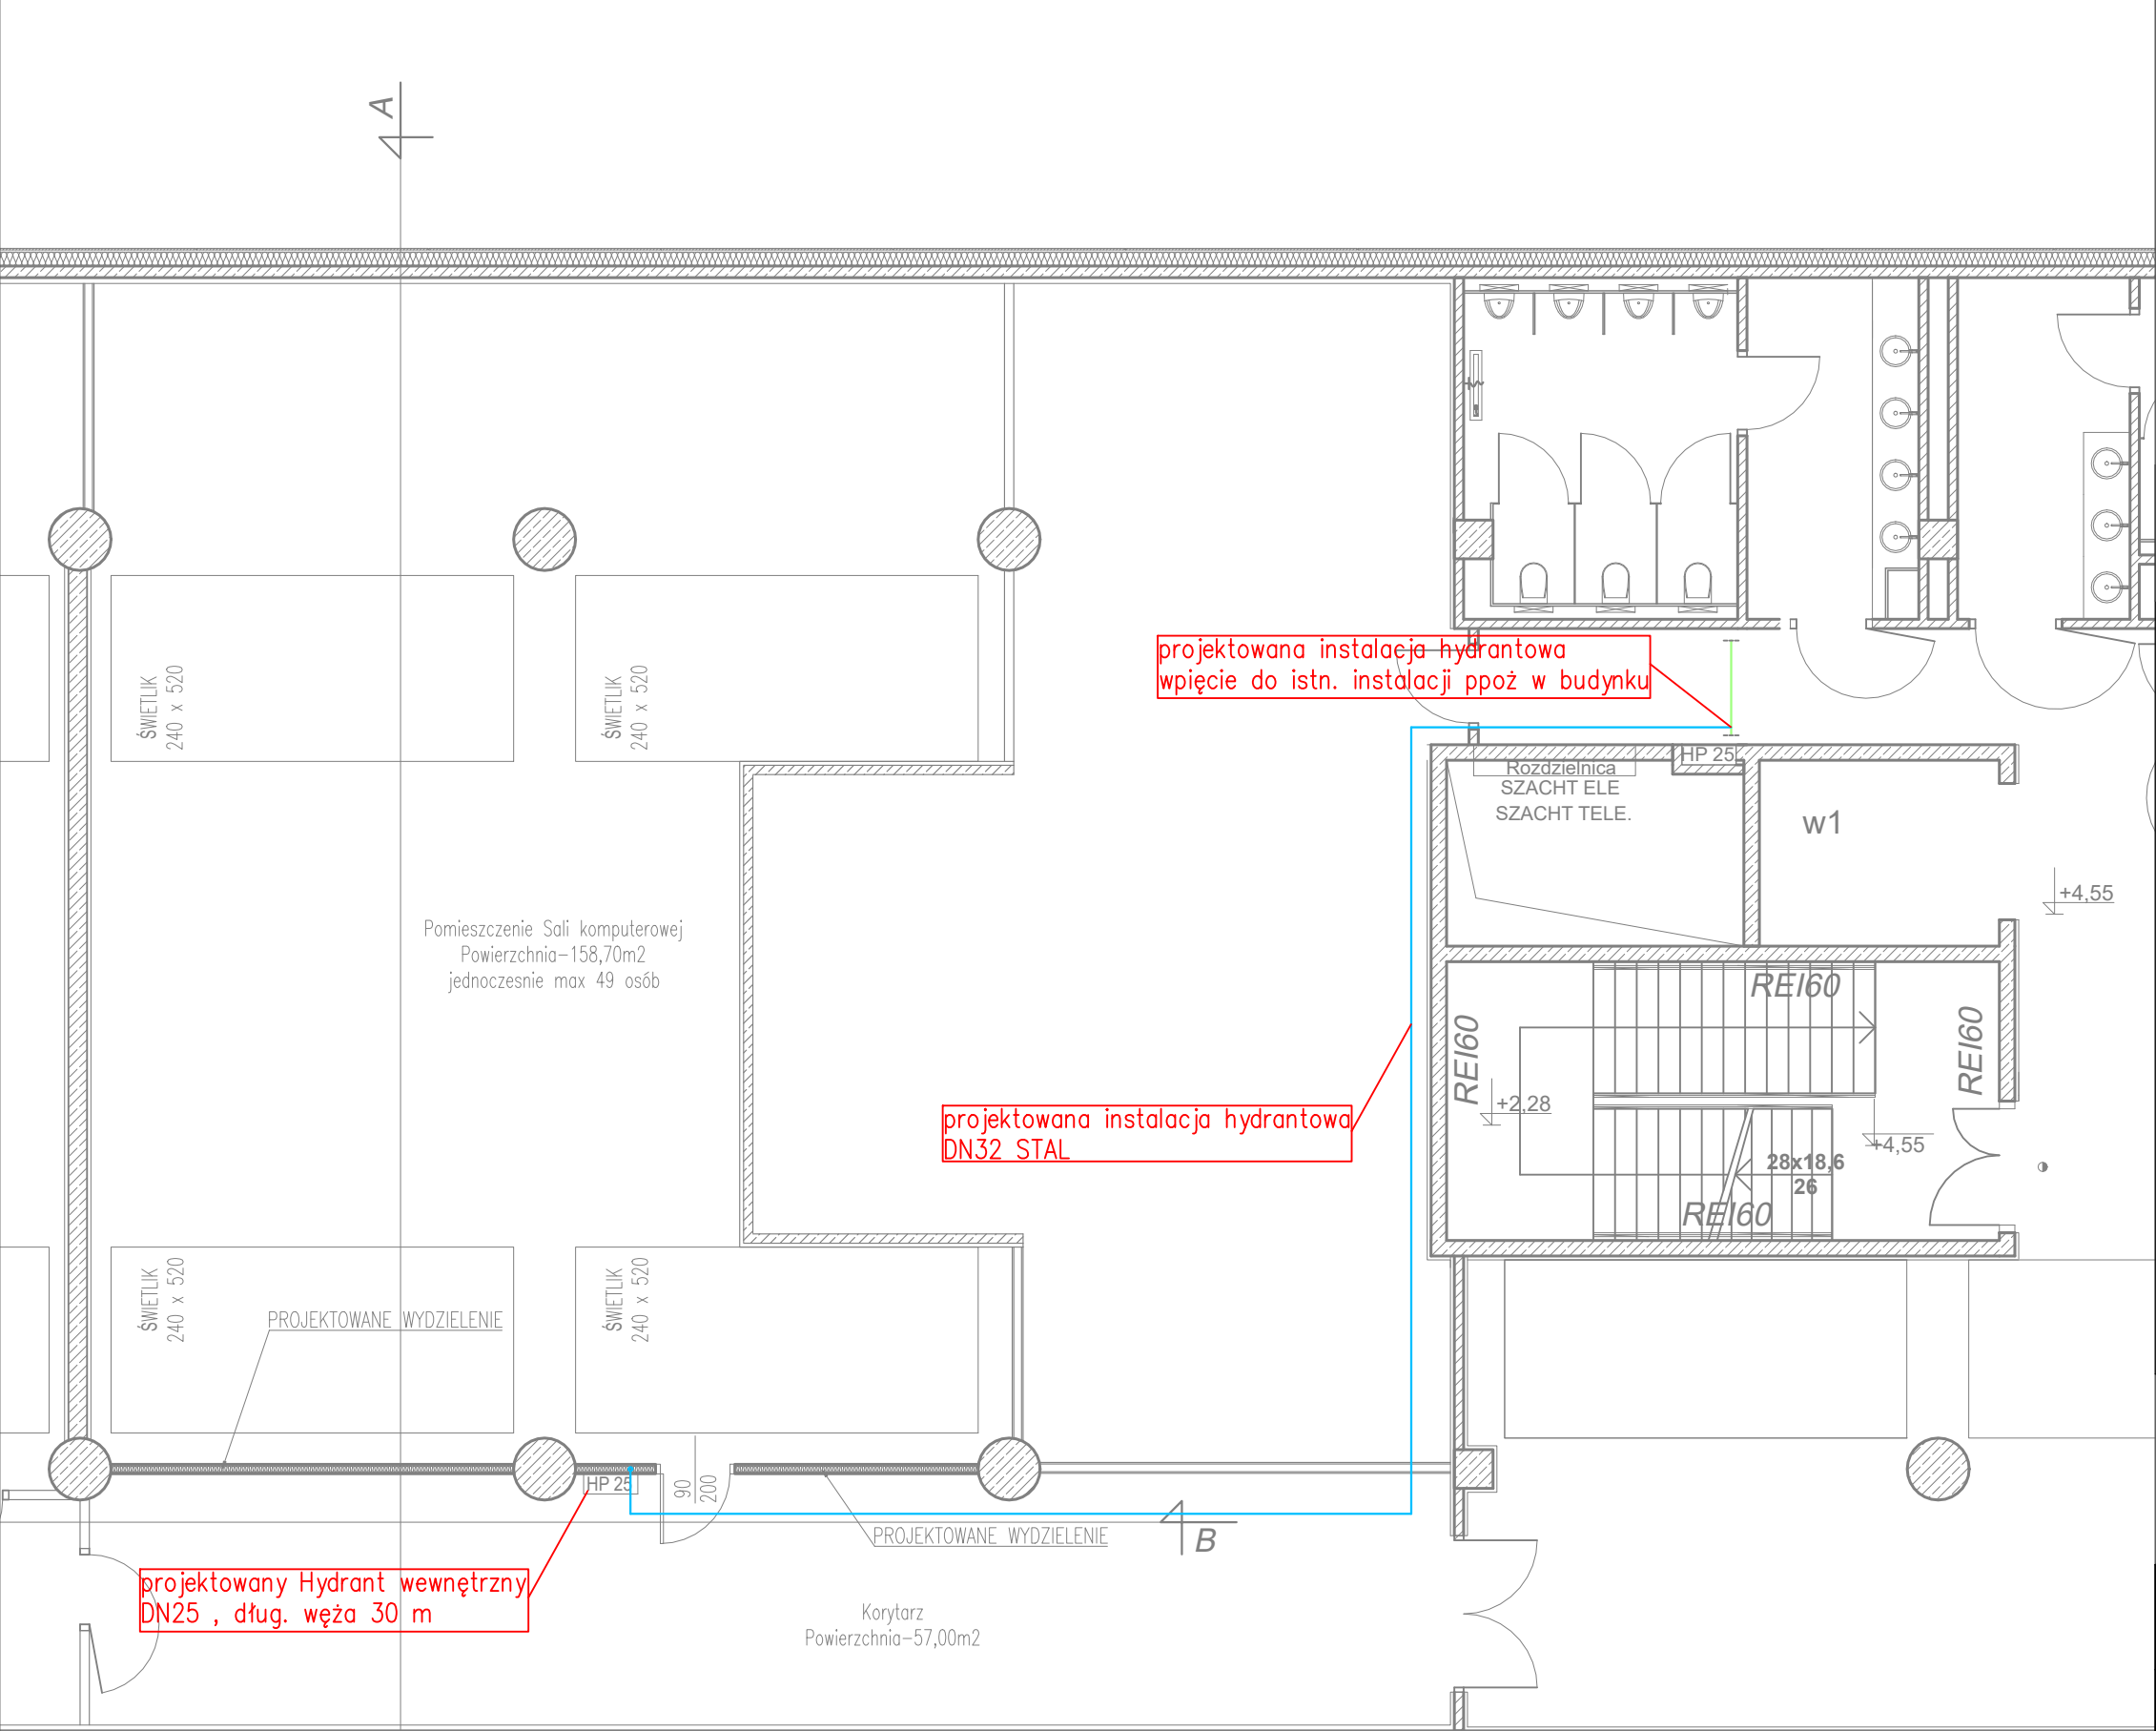 A
projektowana instalacja hydrantowa
wpięcie do istn. instalacji ppoż w budynku
ŚWIETLIK
240 x 520
ŚWIETLIK
240 x 520
HP 25
Rozdzielnica
SZACHT ELE
SZACHT TELE.
w1
+4,55
Pomieszczenie Sali komputerowej
Powierzchnia-158,70m2
jednoczesnie max 49 osób
REI60
REI60
REI60
+2,28
projektowana instalacja hydrantowa
DN32 STAL
+4,55
28x18,6
26
REI60
ŚWIETLIK
240 x 520
ŚWIETLIK
240 x 520
PROJEKTOWANE WYDZIELENIE
HP 25
90
200
PROJEKTOWANE WYDZIELENIE
B
projektowany Hydrant wewnętrzny
DN25 , dług. węża 30 m
Korytarz
Powierzchnia-57,00m2